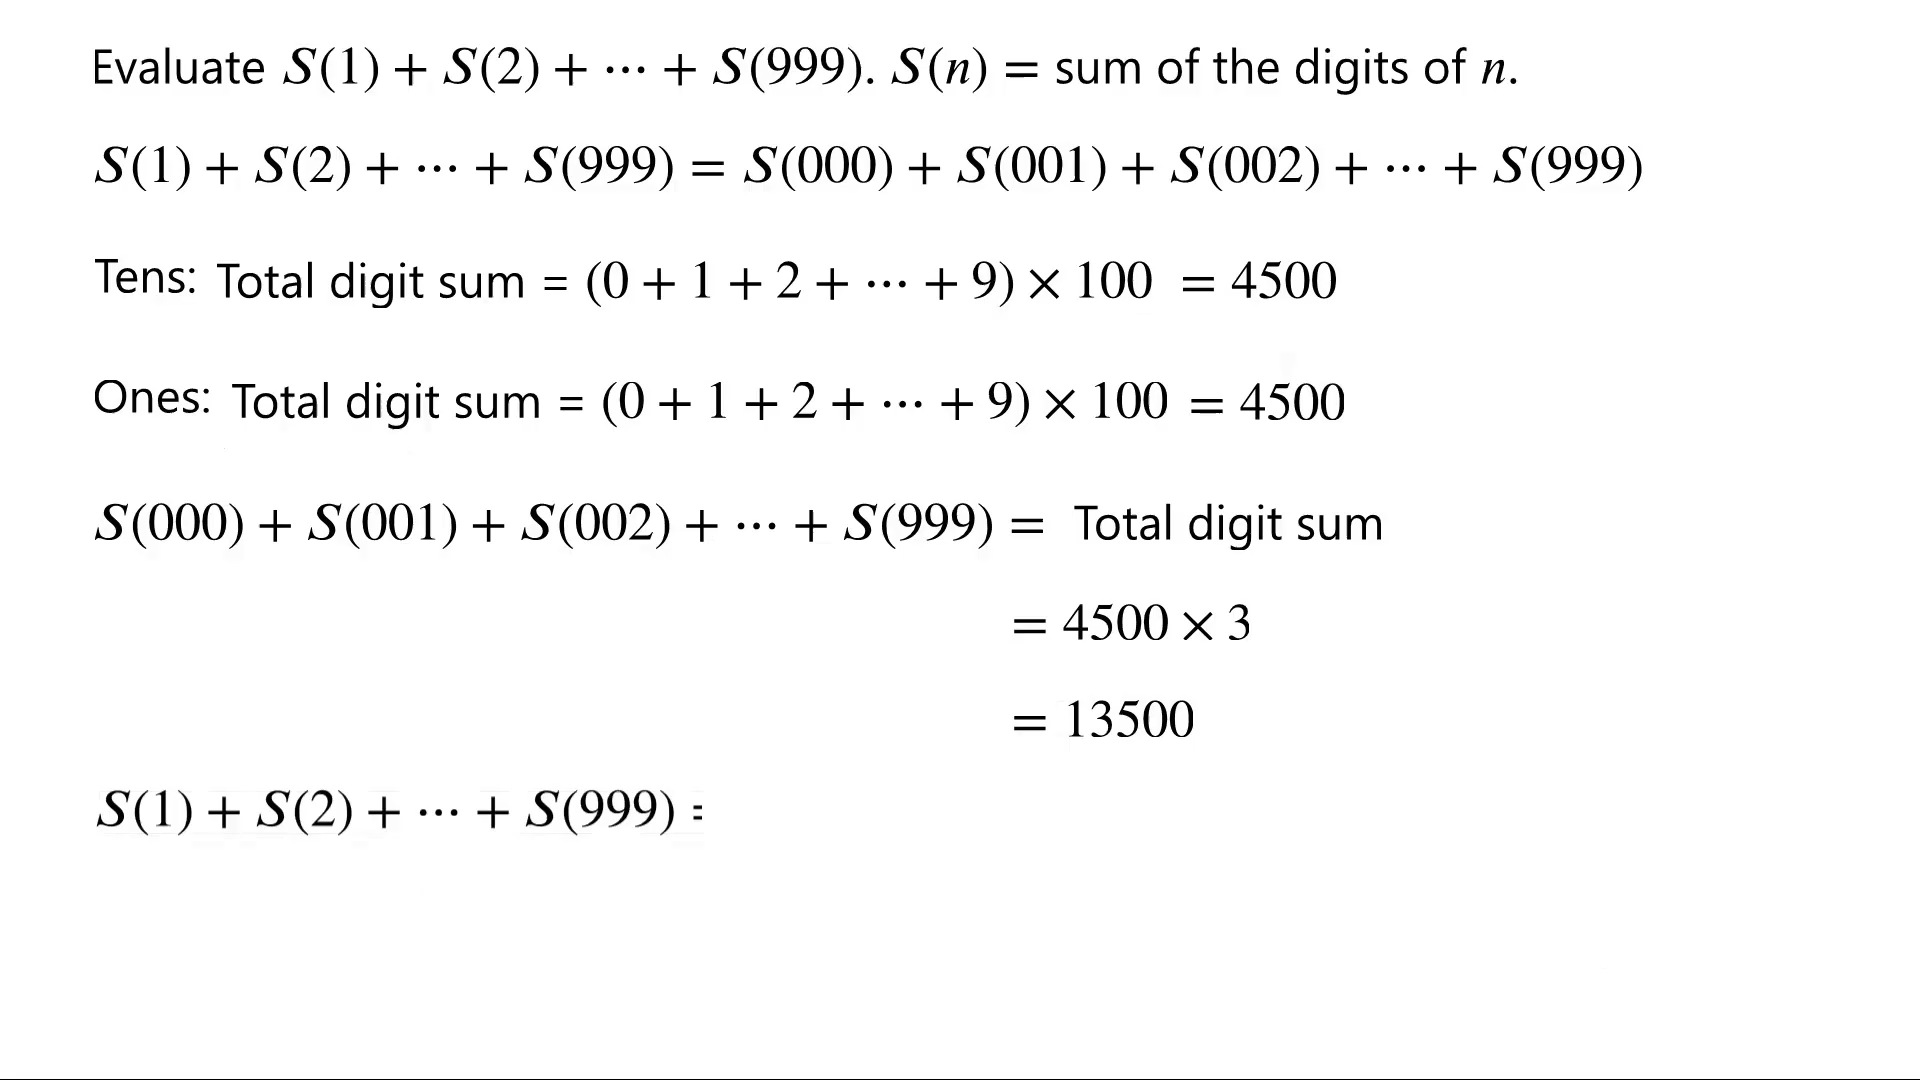 Evaluate S(1) + S(2) + ⋯ + S(999). S(n) = sum of the digits of n.
S(1) + S(2) + ⋯ + S(999) = S(000) + S(001) + S(002) + ⋯ + S(999)
Tens: Total digit sum = (0 + 1 + 2 + ⋯ + 9) × 100 = 4500
Ones: Total digit sum = (0 + 1 + 2 + ⋯ + 9) × 100 = 4500
S(000) + S(001) + S(002) + ⋯ + S(999) = Total digit sum
= 4500 × 3
= 13500
S(1) + S(2) + ⋯ + S(999) =